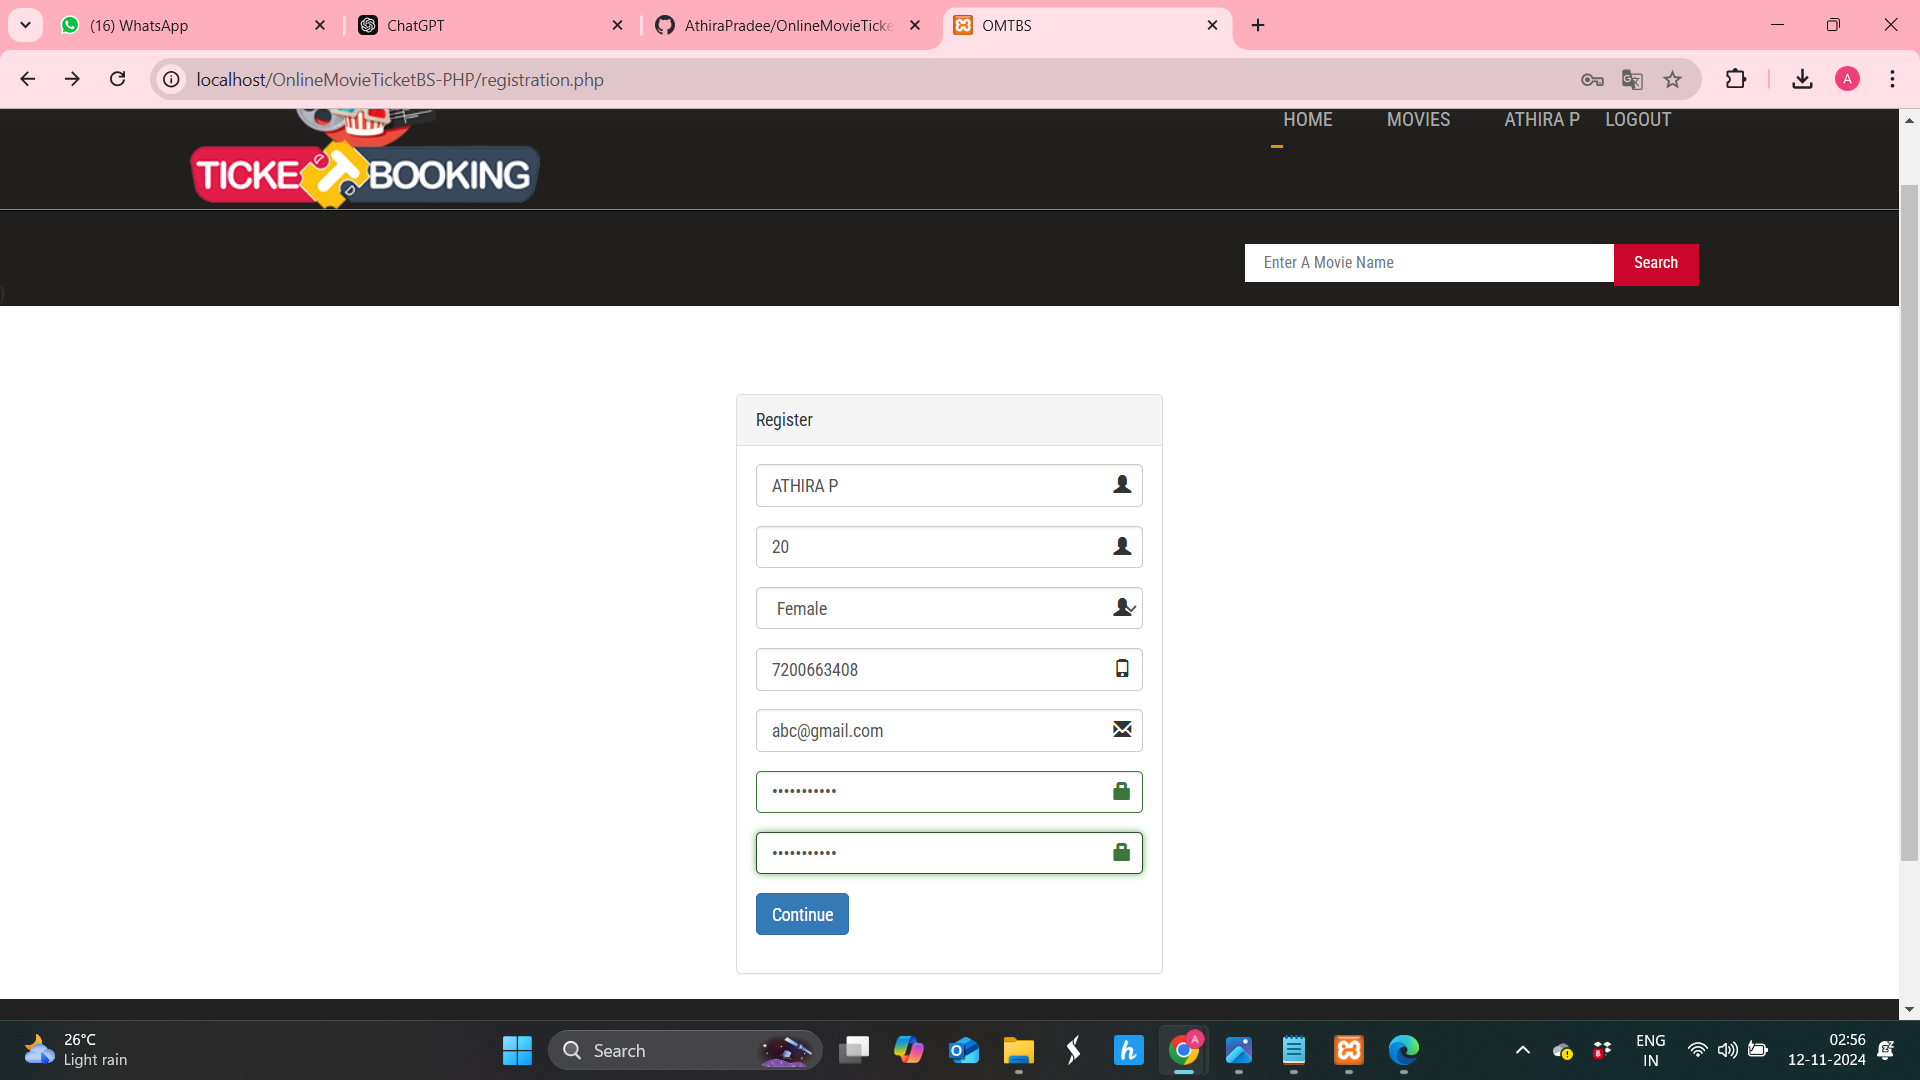 (16) WhatsApp
ChatGPT
AthiraPradee/OnlineMovieTicke
OMTBS
localhost/OnlineMovieTicketBS-PHP/registration.php
A
HOME MOVIES ATHIRA P LOGOUT
TICKE BOOKING
Enter A Movie Name
Search
)
Register
ATHIRA P
20
Female
7200663408
abc@gmail.com
•••••••••••
•••••••••••
Continue
26°C
Light rain
Search
ENG
IN
02:56
12-11-2024